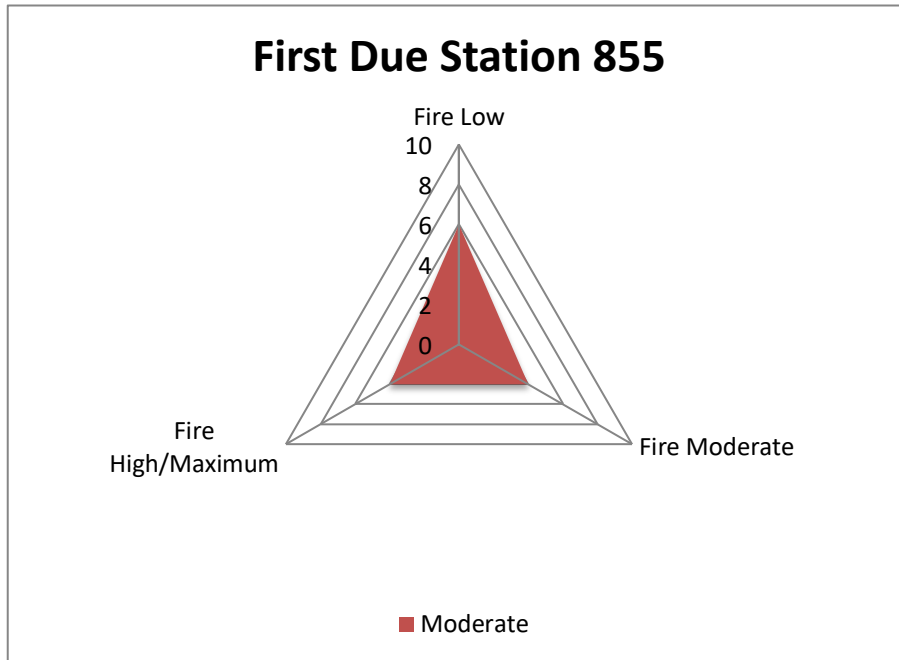 First Due Station 855
Fire Low
10
8
6
4
2
0
Fire
High/Maximum
Fire Moderate
Moderate